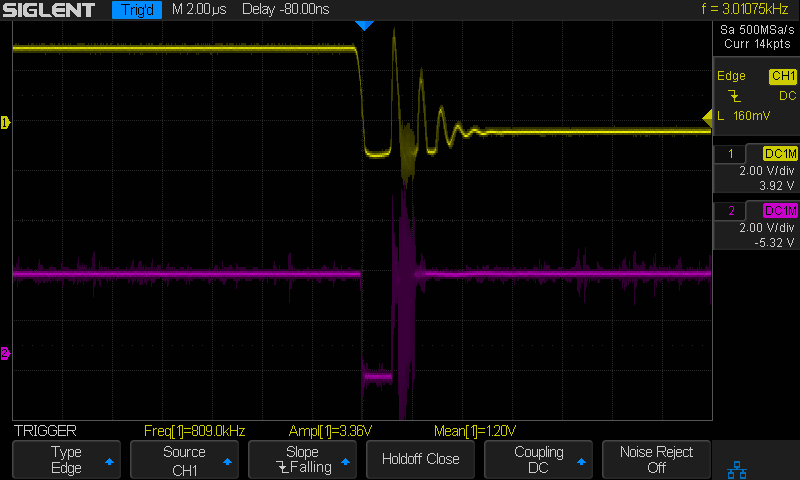 SIGLENT Trig'd M 2.00µs Delay -80.00ns f = 3.01075kHz
Sa 500MSa/s
Curr 14kpts
Edge CH1
DC
L 160mV
1 DC1M
2.00 V/div
3.92 V
2 DC1M
2.00 V/div
-5.32 V
1
2
TRIGGER Freq[1]=809.0kHz Ampl[1]=3.36V Mean[1]=1.20V
Type
Edge
Source
CH1
Slope
Falling
Holdoff Close
Coupling
DC
Noise Reject
Off